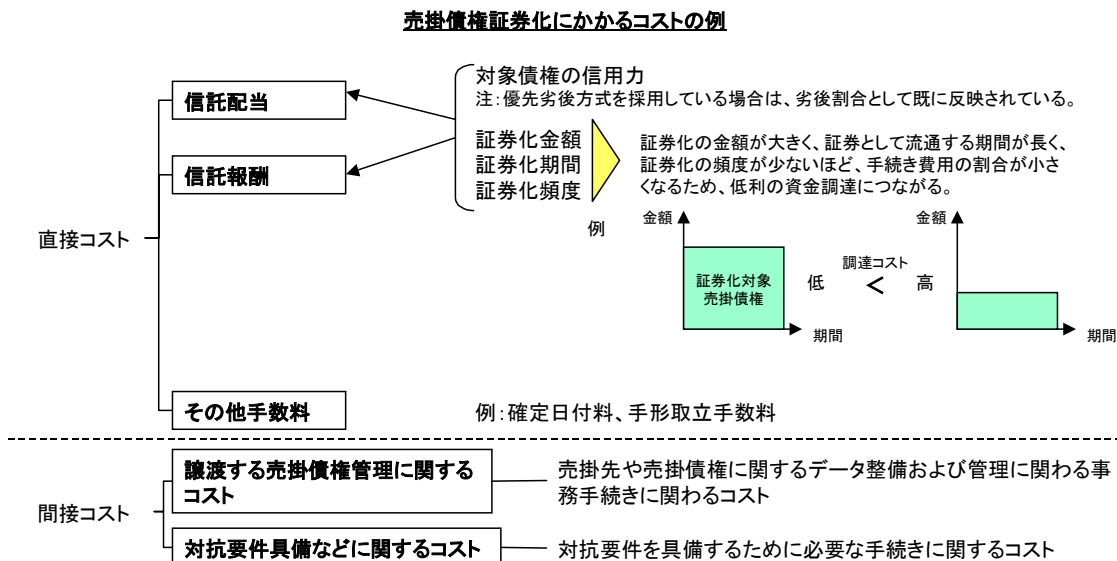 売掛債権証券化にかかるコストの例
対象債権の信用力
注：優先劣後方式を採用している場合は、劣後割合として既に反映されている。
信託配当
証券化金額
証券化期間
証券化頻度
証券化の金額が大きく、証券として流通する期間が長く、
証券化の頻度が少ないほど、手続き費用の割合が小さ
くなるため、低利の資金調達につながる。
信託報酬
例
金額
証券化対象
売掛債権
期間
低
調達コスト
<
高
金額
期間
直接コスト
その他手数料
例：確定日付料、手形取立手数料
譲渡する売掛債権管理に関する
コスト
売掛先や売掛債権に関するデータ整備および管理に関わる事
務手続きに関わるコスト
間接コスト
対抗要件具備などに関するコスト
対抗要件を具備するために必要な手続きに関するコスト